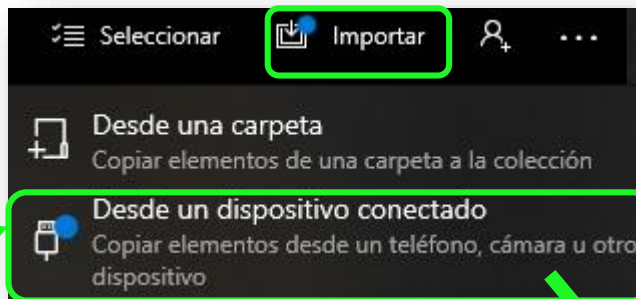 Seleccionar Importar
Desde una carpeta
Copiar elementos de una carpeta a la colección
Desde un dispositivo conectado
Copiar elementos desde un teléfono, cámara u otro
dispositivo